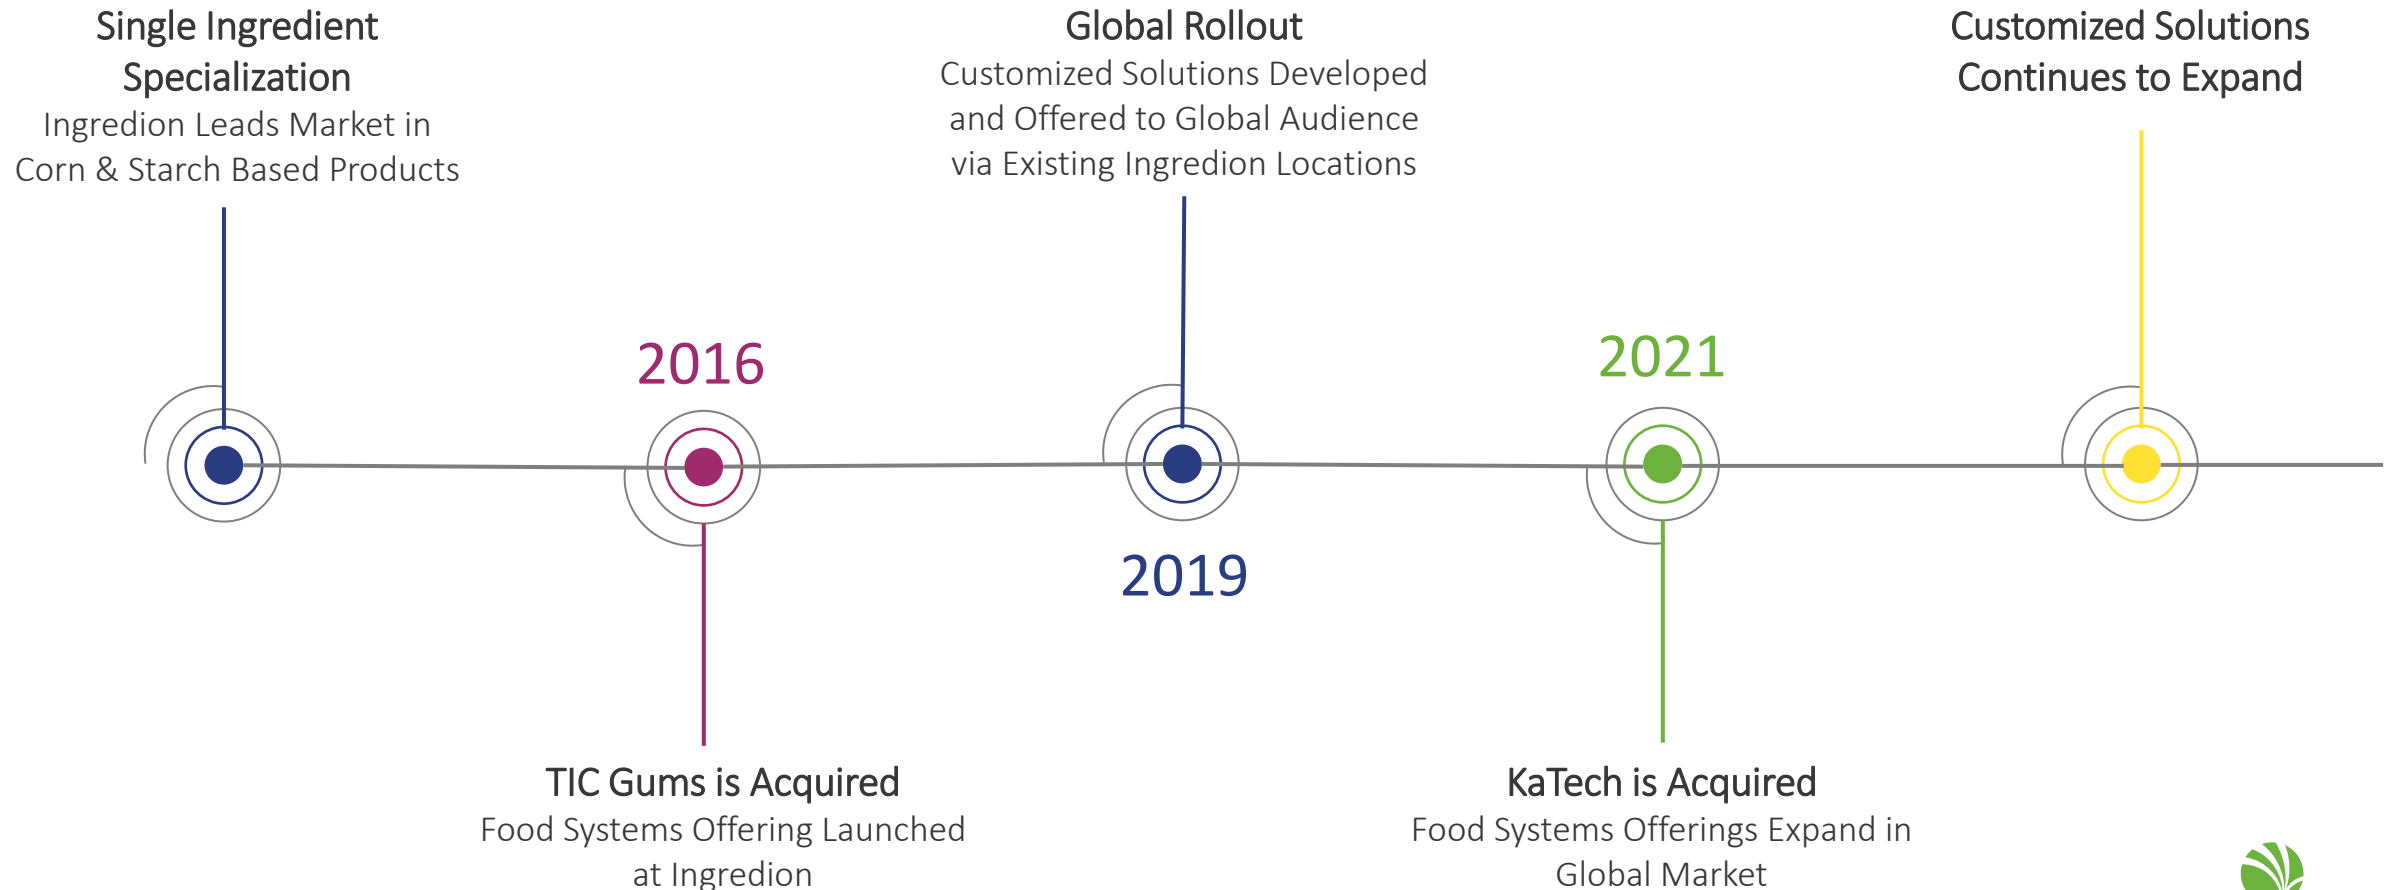 Single Ingredient
Specialization
Ingredion Leads Market in
Corn & Starch Based Products
2016
TIC Gums is Acquired
Food Systems Offering Launched
at Ingredion
Global Rollout
Customized Solutions Developed
and Offered to Global Audience
via Existing Ingredion Locations
2019
2021
KaTech is Acquired
Food Systems Offerings Expand in
Global Market
Customized Solutions
Continues to Expand